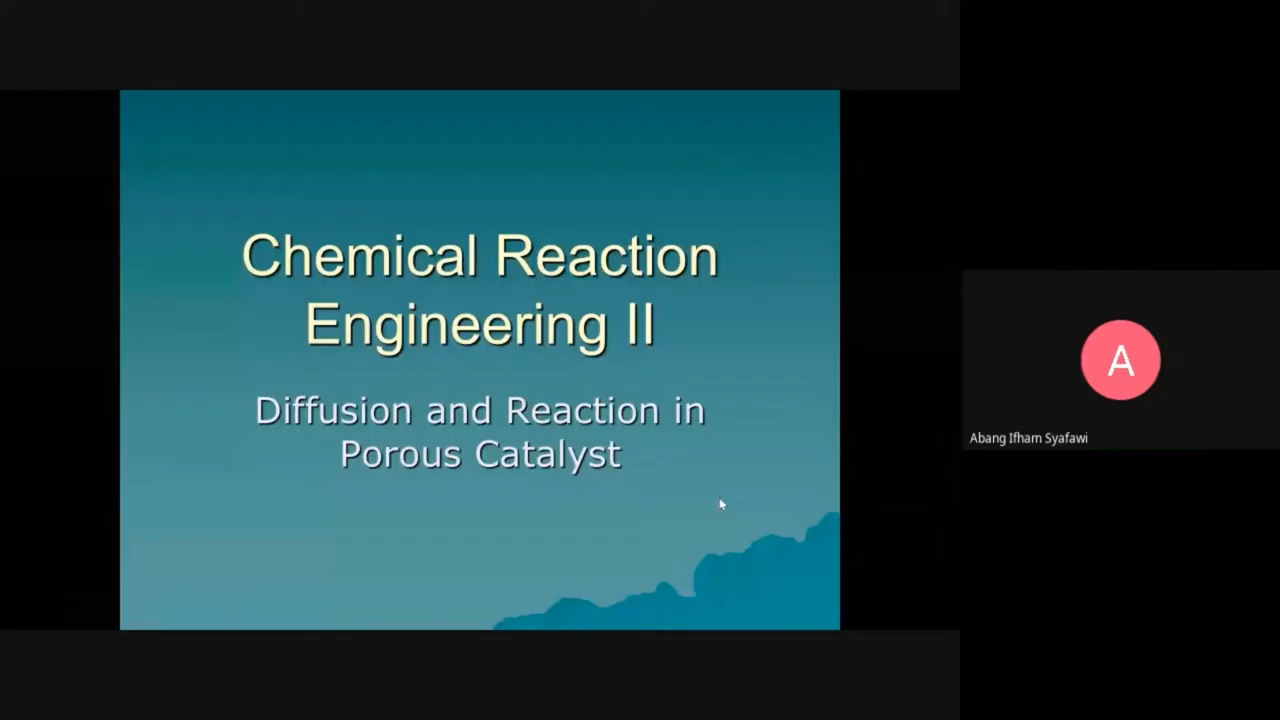 Chemical Reaction
Engineering II
Diffusion and Reaction in
Porous Catalyst
A
Abang Ifham Syafawi